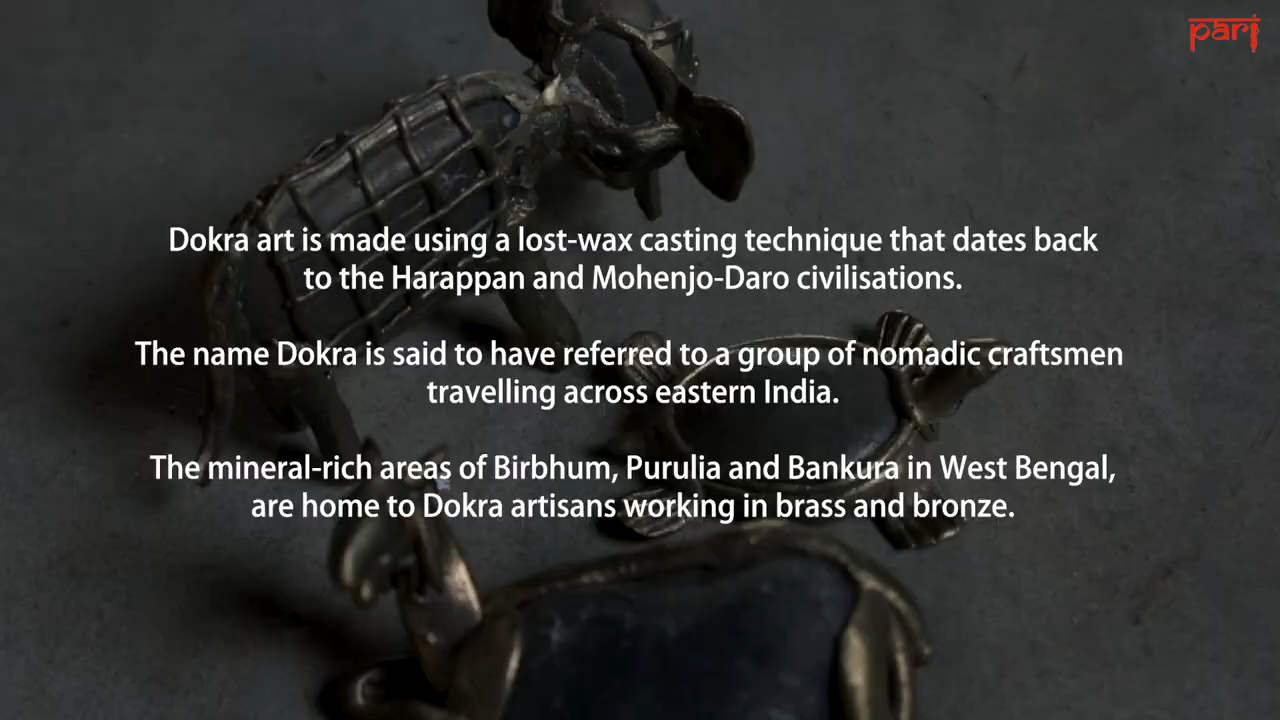 pari
Dokra art is made using a lost-wax casting technique that dates back
to the Harappan and Mohenjo-Daro civilisations.
The name Dokra is said to have referred to a group of nomadic craftsmen
travelling across eastern India.
The mineral-rich areas of Birbhum, Purulia and Bankura in West Bengal,
are home to Dokra artisans working in brass and bronze.